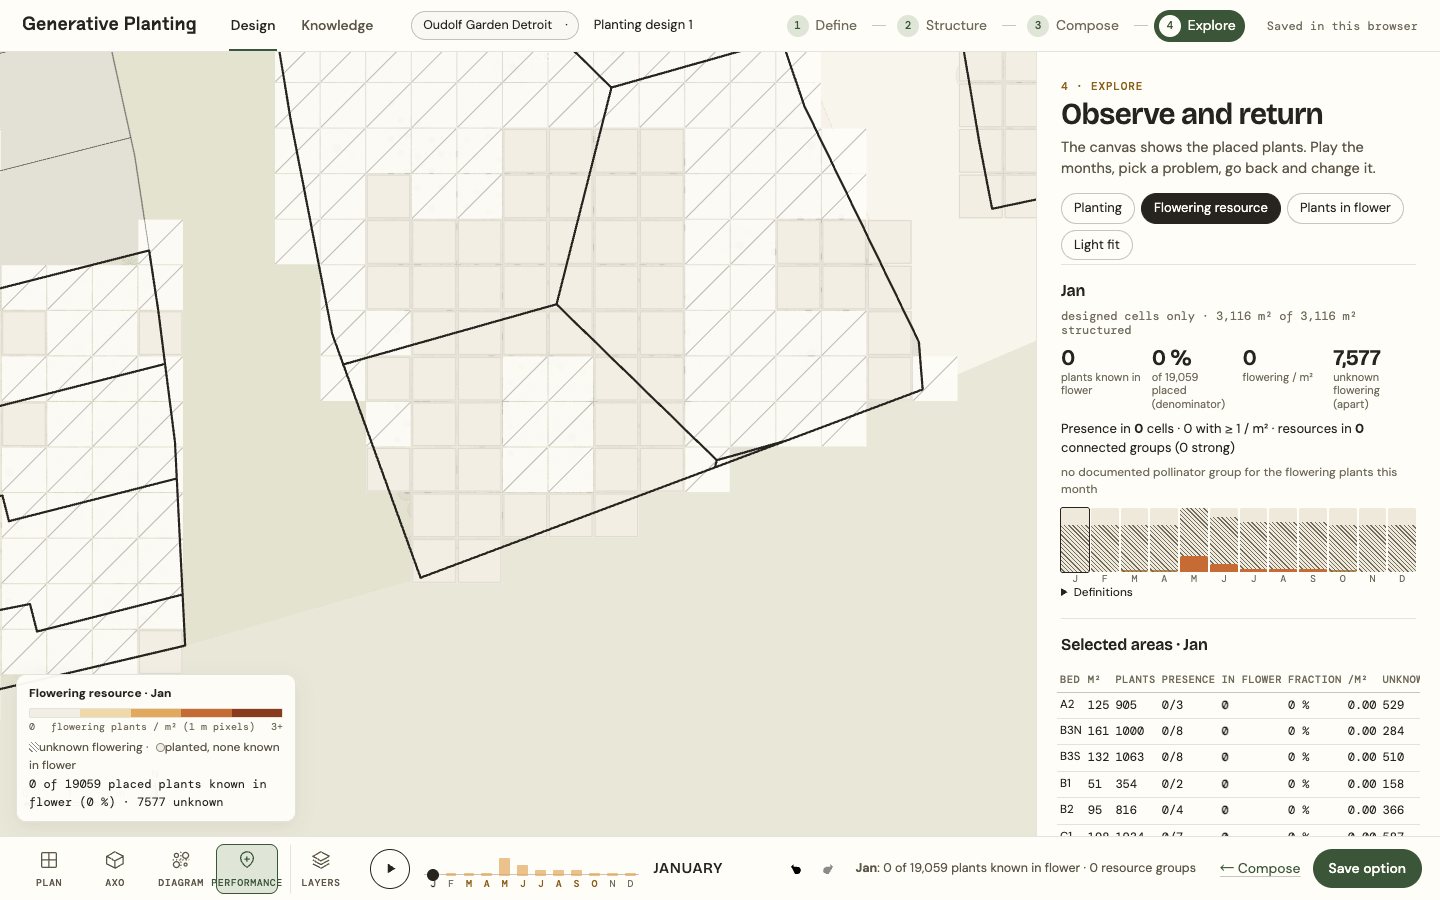 Generative Planting
Design
Knowledge
Oudolf Garden Detroit ·
Planting design 1
1 Define
2 Structure
3 Compose
4 Explore
Saved in this browser
4 · EXPLORE
Observe and return
The canvas shows the placed plants. Play the
months, pick a problem, go back and change it.
Planting
Flowering resource
Plants in flower
Light fit
Jan
designed cells only · 3,116 m² of 3,116 m²
structured
0 0 % 0 7,577
plants known in flower
of 19,059 placed (denominator)
flowering / m²
unknown flowering (apart)
Presence in 0 cells · 0 with ≥ 1 / m² · resources in 0
connected groups (0 strong)
no documented pollinator group for the flowering plants this
month
J F M A M J J A S O N D
Definitions
Selected areas · Jan
BED M² PLANTS PRESENCE IN FLOWER FRACTION /M² UNKNOW
A2 125 905 0/3 0 0 % 0.00 529
B3N 161 1000 0/8 0 0 % 0.00 284
B3S 132 1063 0/8 0 0 % 0.00 510
B1 51 354 0/2 0 0 % 0.00 158
B2 95 816 0/4 0 0 % 0.00 366
Flowering resource · Jan
0 flowering plants / m² (1 m pixels) 3+
unknown flowering · planted, none known
in flower
0 of 19059 placed plants known in
flower (0 %) · 7577 unknown
PLAN
AXO
DIAGRAM
PERFORMANCE
LAYERS
J F M A M J J A S O N D
JANUARY
Jan: 0 of 19,059 plants known in flower · 0 resource groups
← Compose
Save option